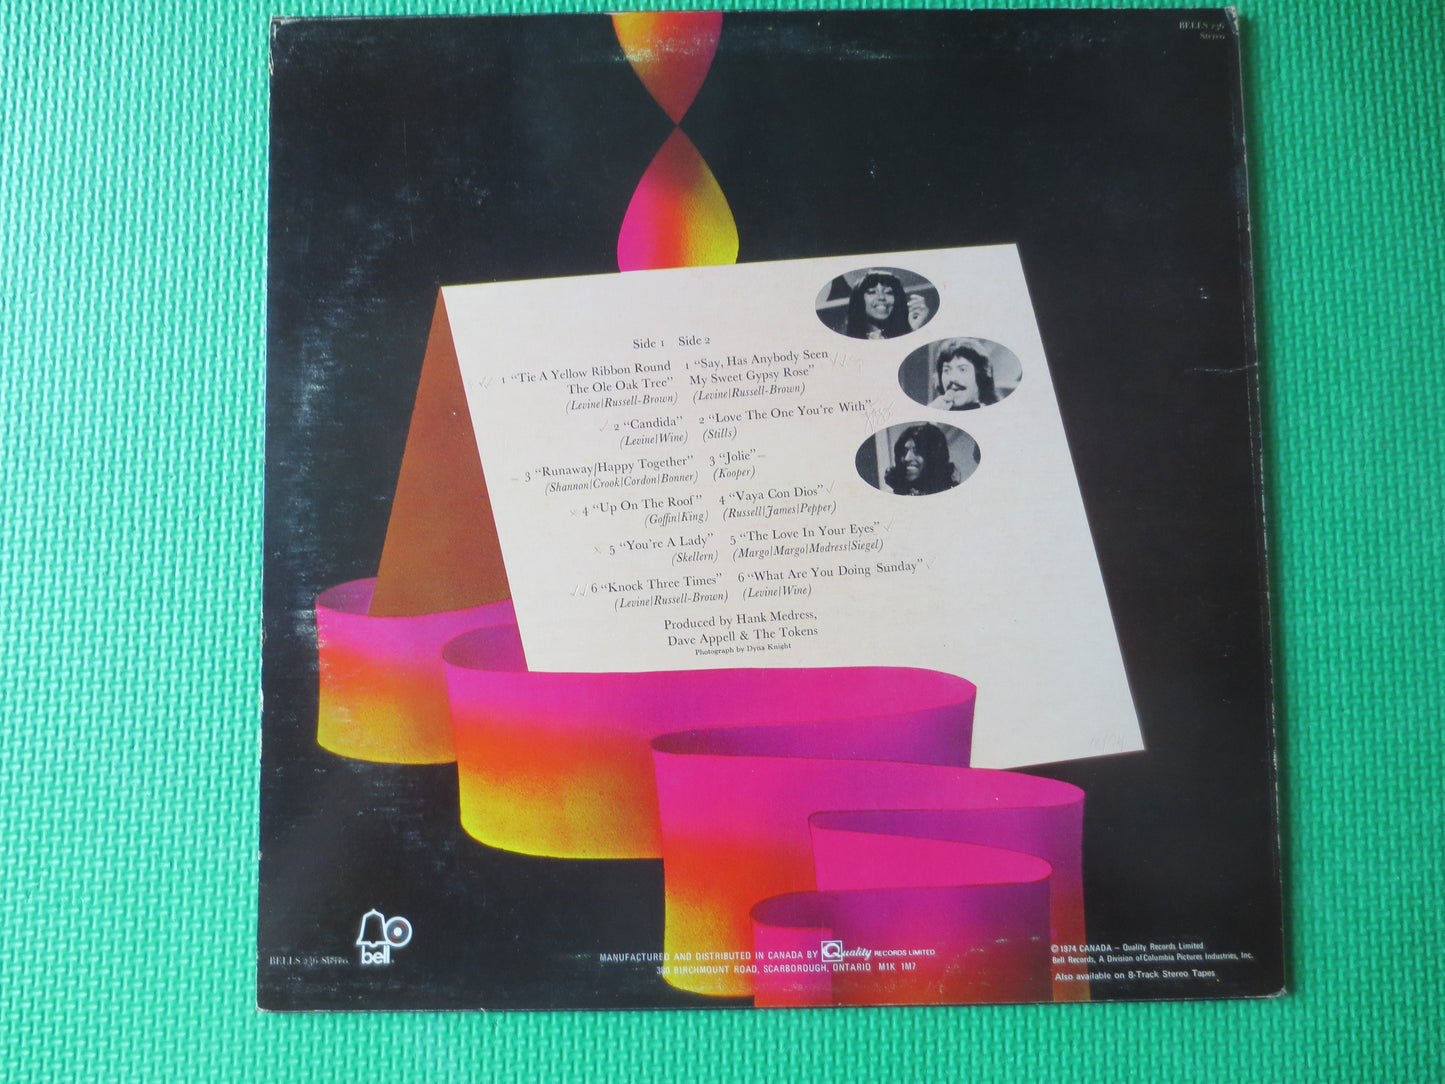 BELLS 236
Stereo
Side 1 Side 2
1 "Tie A Yellow Ribbon Round
The Ole Oak Tree"
(Levine/Russell-Brown)
2 "Candida"
(Levine/Wine)
3 "Runaway/Happy Together"
(Shannon/Crook/Cordon/Bonner)
4 "Up On The Roof"
(Goffin/King)
5 "You're A Lady"
(Skellern)
6 "Knock Three Times"
(Levine/Russell-Brown)
1 "Say, Has Anybody Seen
My Sweet Gypsy Rose"
(Levine/Russell-Brown)
2 "Love The One You're With"
(Stills)
3 "Jolie"
(Kooper)
4 "Vaya Con Dios"
(Russell/James/Pepper)
5 "The Love In Your Eyes"
(Margo/Margo/Modress/Siegel)
6 "What Are You Doing Sunday"
(Levine/Wine)
Produced by Hank Medress,
Dave Appell & The Tokens
Photograph by Dyna Knight
bell
BELLS 236 Stereo
MANUFACTURED AND DISTRIBUTED IN CANADA BY Quality RECORDS LIMITED
380 BIRCHMOUNT ROAD, SCARBOROUGH, ONTARIO M1K 1M7
© 1974 CANADA – Quality Records Limited
Bell Records, A Division of Columbia Pictures Industries, Inc.
Also available on 8-Track Stereo Tapes